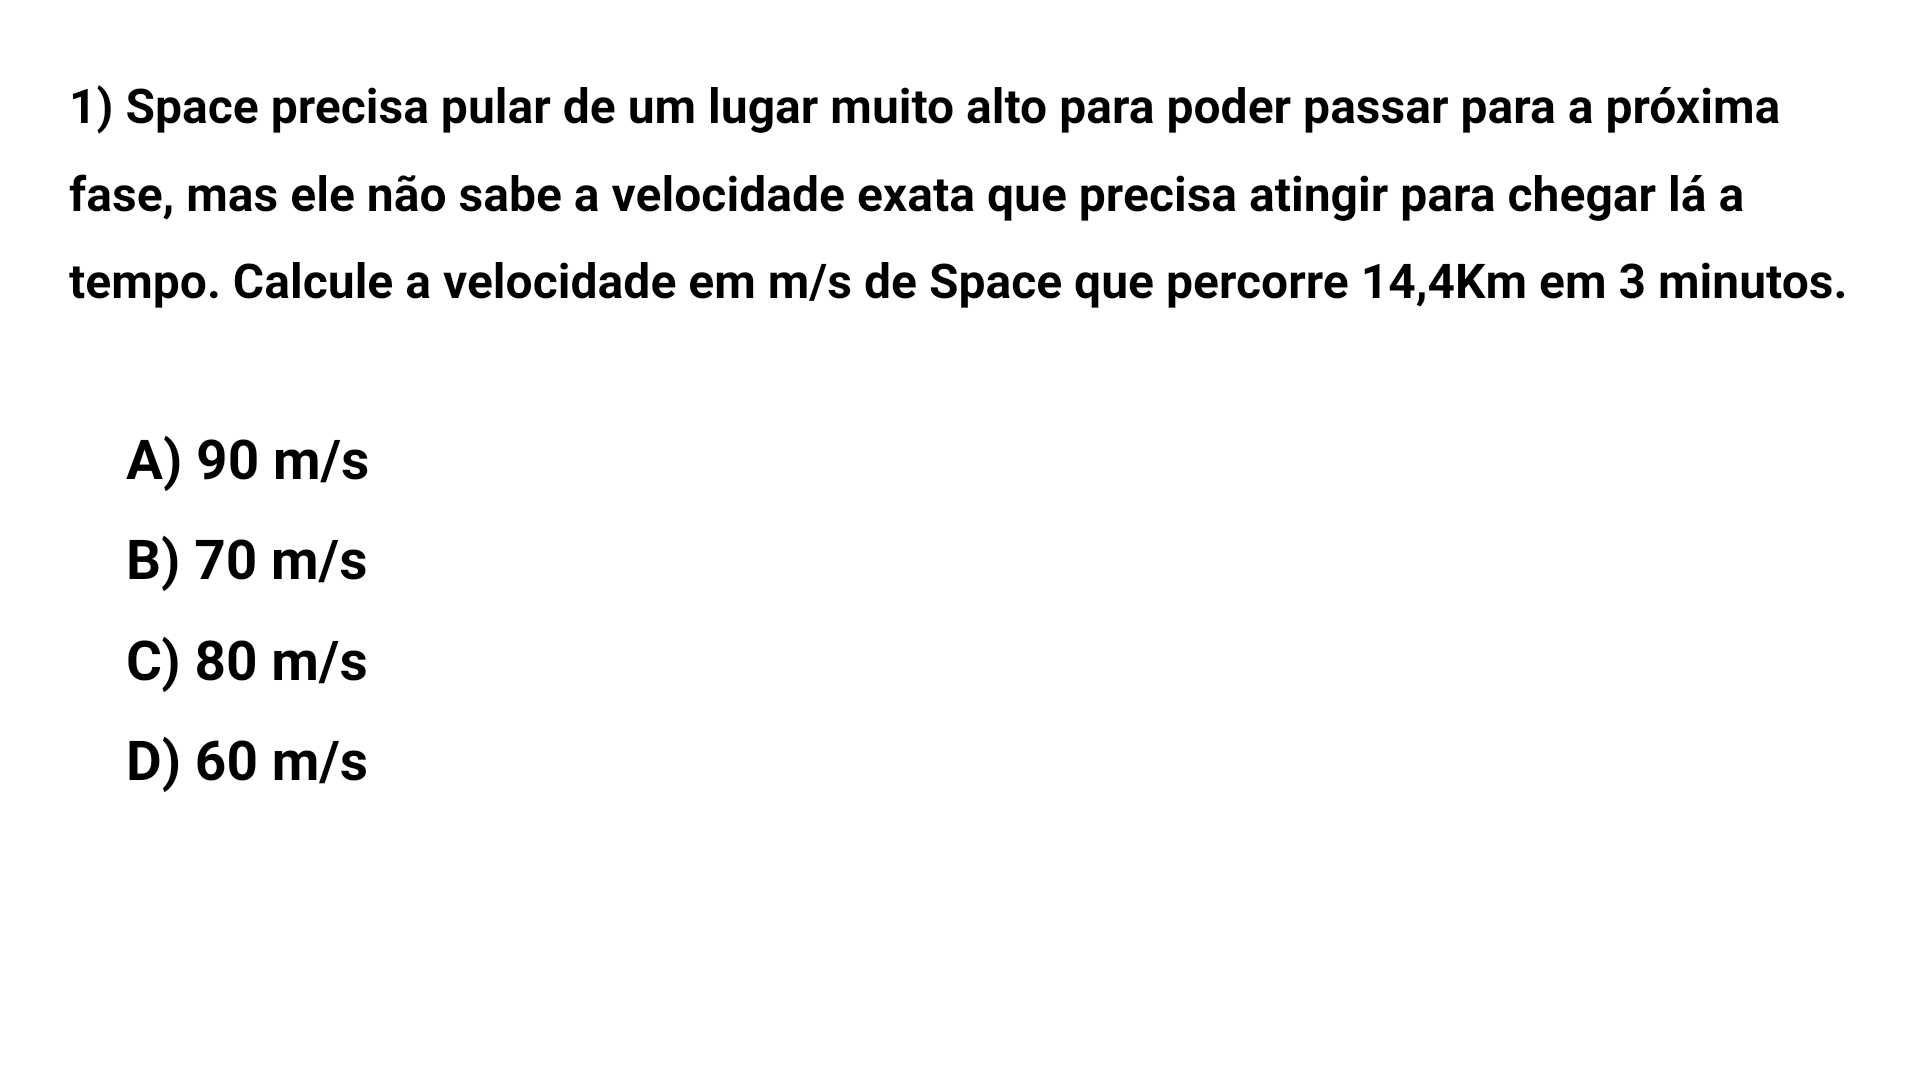 1) Space precisa pular de um lugar muito alto para poder passar para a próxima
fase, mas ele não sabe a velocidade exata que precisa atingir para chegar lá a
tempo. Calcule a velocidade em m/s de Space que percorre 14,4Km em 3 minutos.
A) 90 m/s
B) 70 m/s
C) 80 m/s
D) 60 m/s